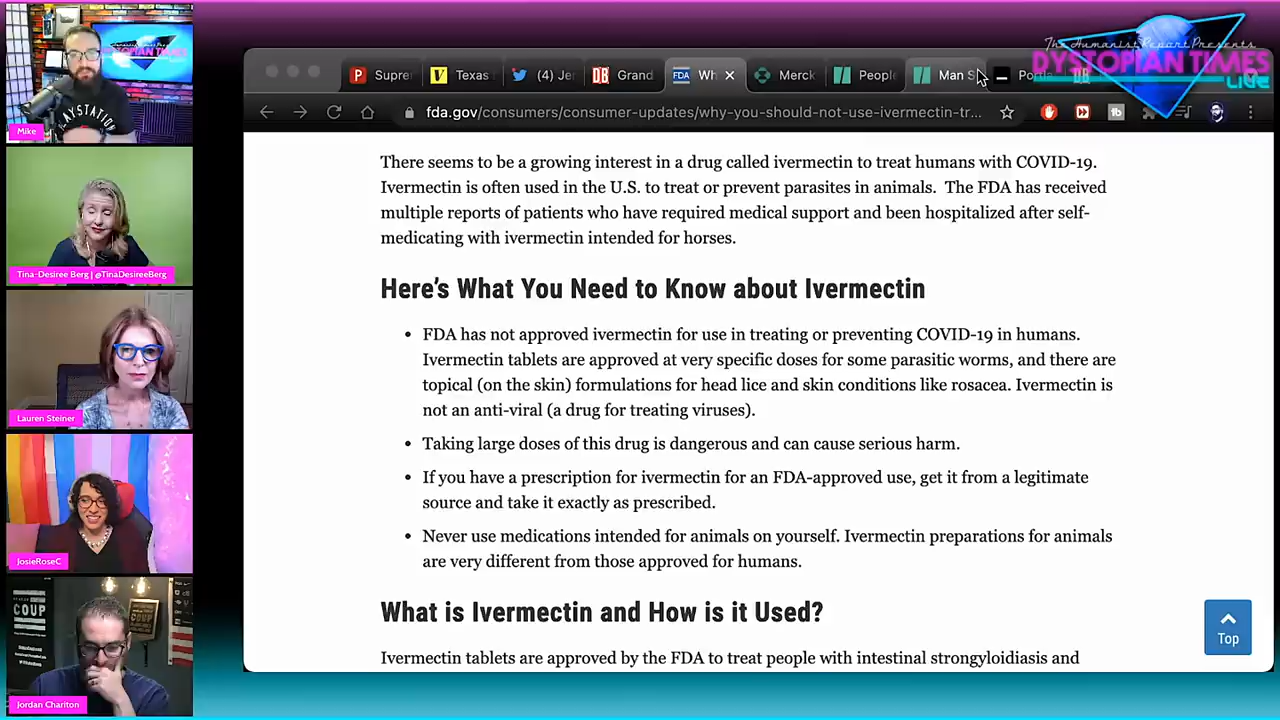 The Humanist Report Presents
DYSTOPIAN TIMES
LIVE
Supre
Texas
(4) Je
Grand
FDA
Wh
Merck
People
Man S
fda.gov/consumers/consumer-updates/why-you-should-not-use-ivermectin-tr...
There seems to be a growing interest in a drug called ivermectin to treat humans with COVID-19.
Ivermectin is often used in the U.S. to treat or prevent parasites in animals. The FDA has received
multiple reports of patients who have required medical support and been hospitalized after self-
medicating with ivermectin intended for horses.
Here's What You Need to Know about Ivermectin
• FDA has not approved ivermectin for use in treating or preventing COVID-19 in humans.
Ivermectin tablets are approved at very specific doses for some parasitic worms, and there are
topical (on the skin) formulations for head lice and skin conditions like rosacea. Ivermectin is
not an anti-viral (a drug for treating viruses).
• Taking large doses of this drug is dangerous and can cause serious harm.
• If you have a prescription for ivermectin for an FDA-approved use, get it from a legitimate
source and take it exactly as prescribed.
• Never use medications intended for animals on yourself. Ivermectin preparations for animals
are very different from those approved for humans.
What is Ivermectin and How is it Used?
Ivermectin tablets are approved by the FDA to treat people with intestinal strongyloidiasis and
Top
DYSTOPIAN TIMES
PLAYSTATION
Mike
Tina-Desiree Berg | @TinaDesireeBerg
Lauren Steiner
JosieRoseC
COUP
Jordan Chariton